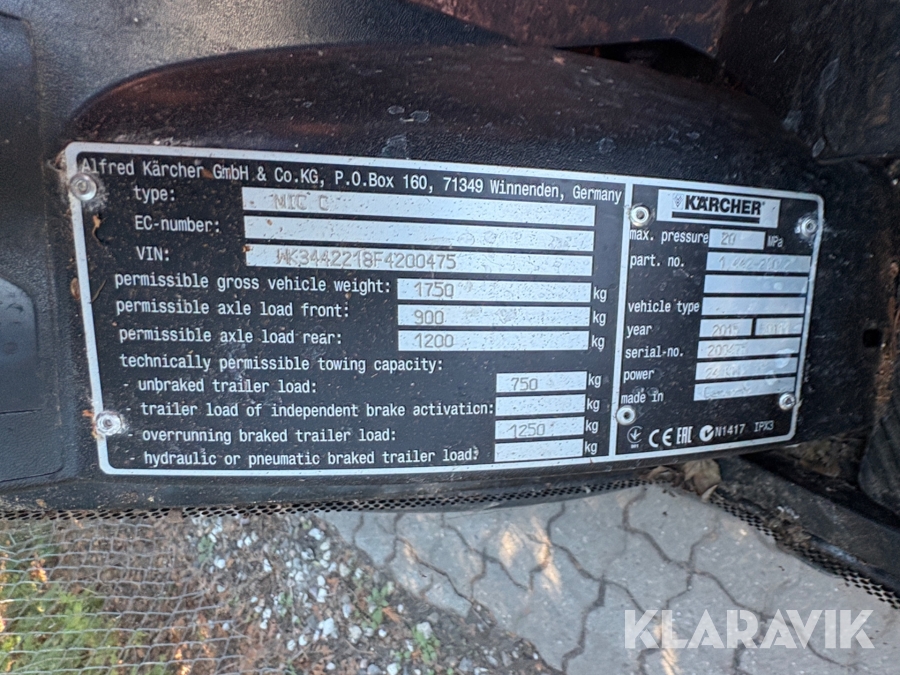 Alfred Kärcher GmbH & Co.KG, P.O.Box 160, 71349 Winnenden, Germany
type: MIC C
EC-number:
VIN: WK3442218F4200475
permissible gross vehicle weight: 1750 kg
permissible axle load front: 900 kg
permissible axle load rear: 1200 kg
technically permissible towing capacity:
- unbraked trailer load: 750 kg
- trailer load of independent brake activation: kg
- overrunning braked trailer load: 1250 kg
- hydraulic or pneumatic braked trailer load: kg
KÄRCHER
max. pressure 20 MPa
part. no.
vehicle type
year
serial-no.
power
made in
CE EAC N1417 IPX3
KLARAVIK